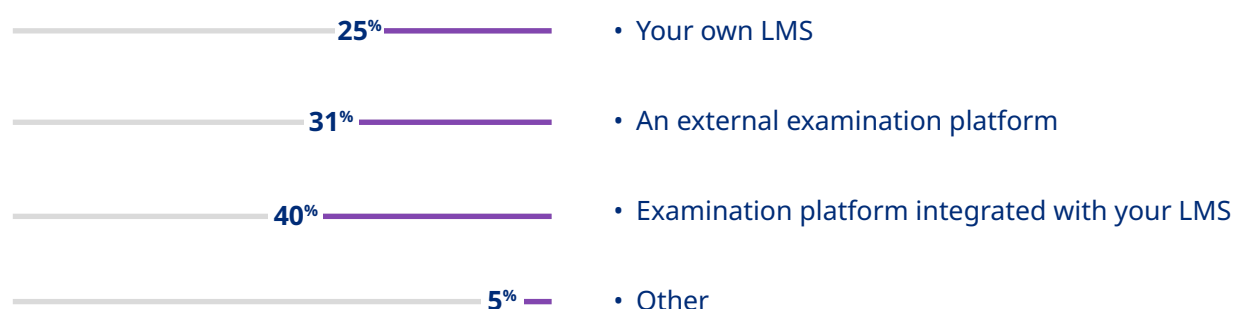 25% • Your own LMS
31% • An external examination platform
40% • Examination platform integrated with your LMS
5% • Other